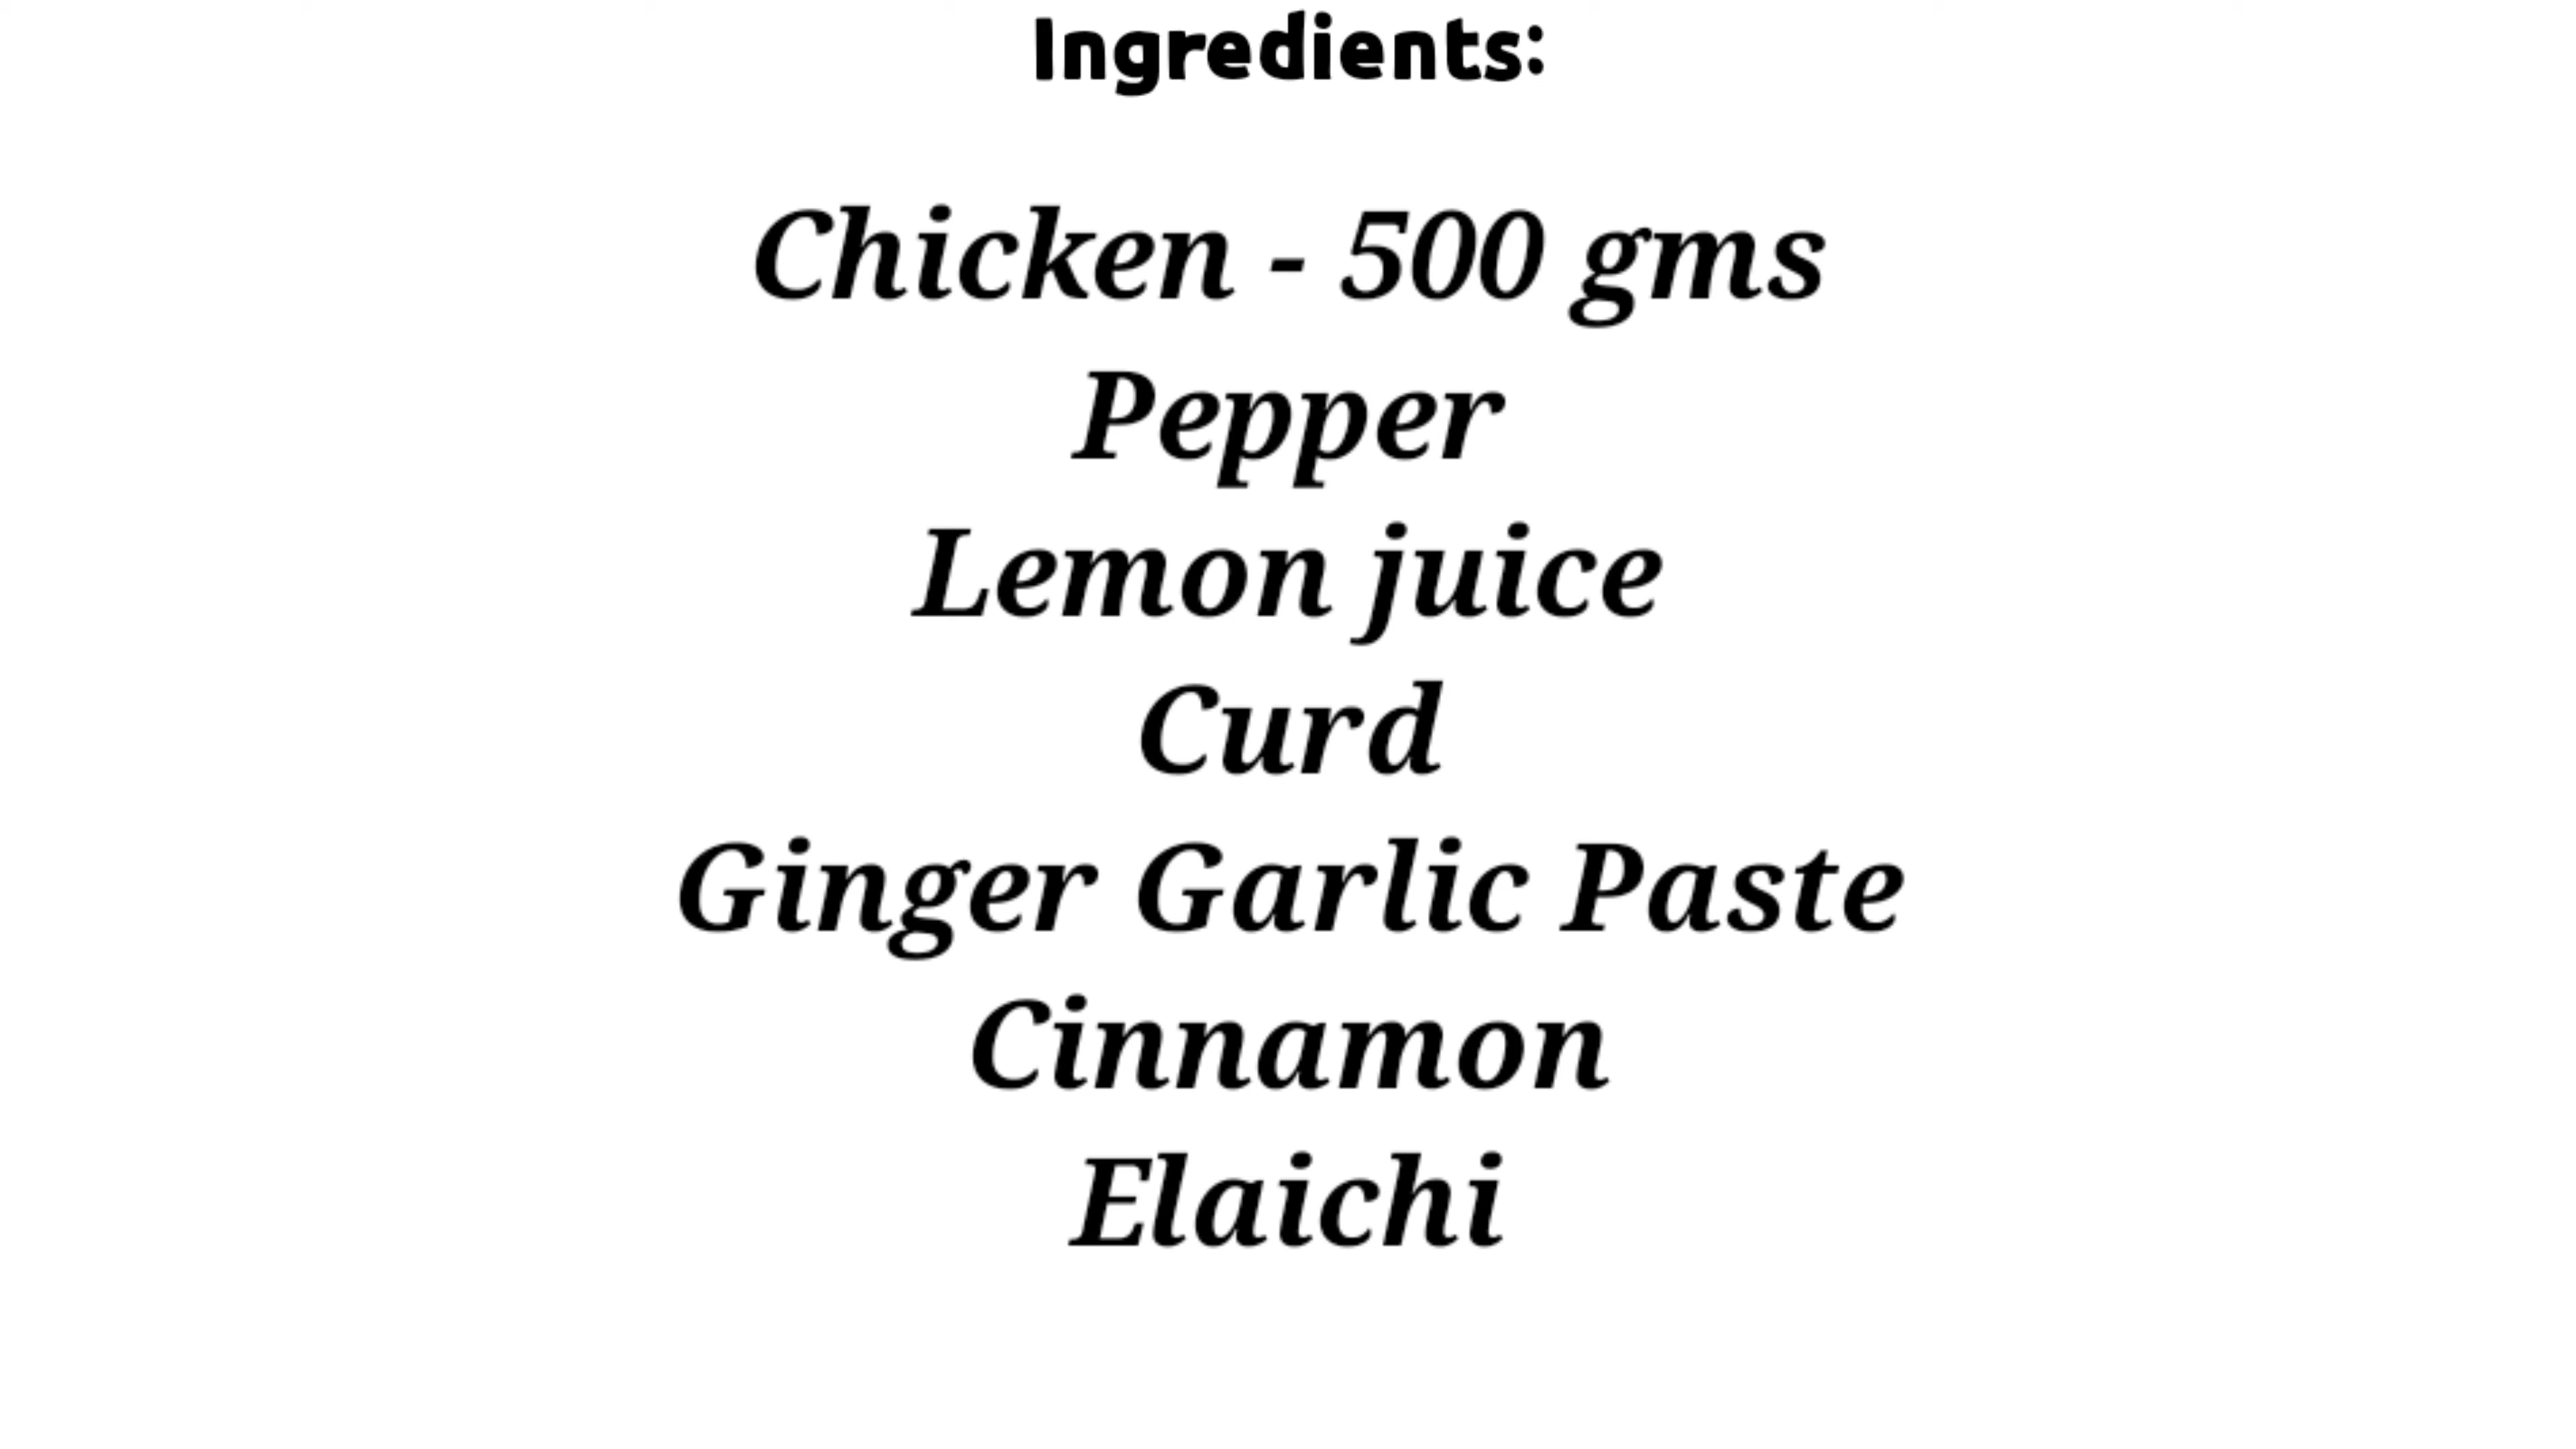 Ingredients:
Chicken - 500 gms
Pepper
Lemon juice
Curd
Ginger Garlic Paste
Cinnamon
Elaichi